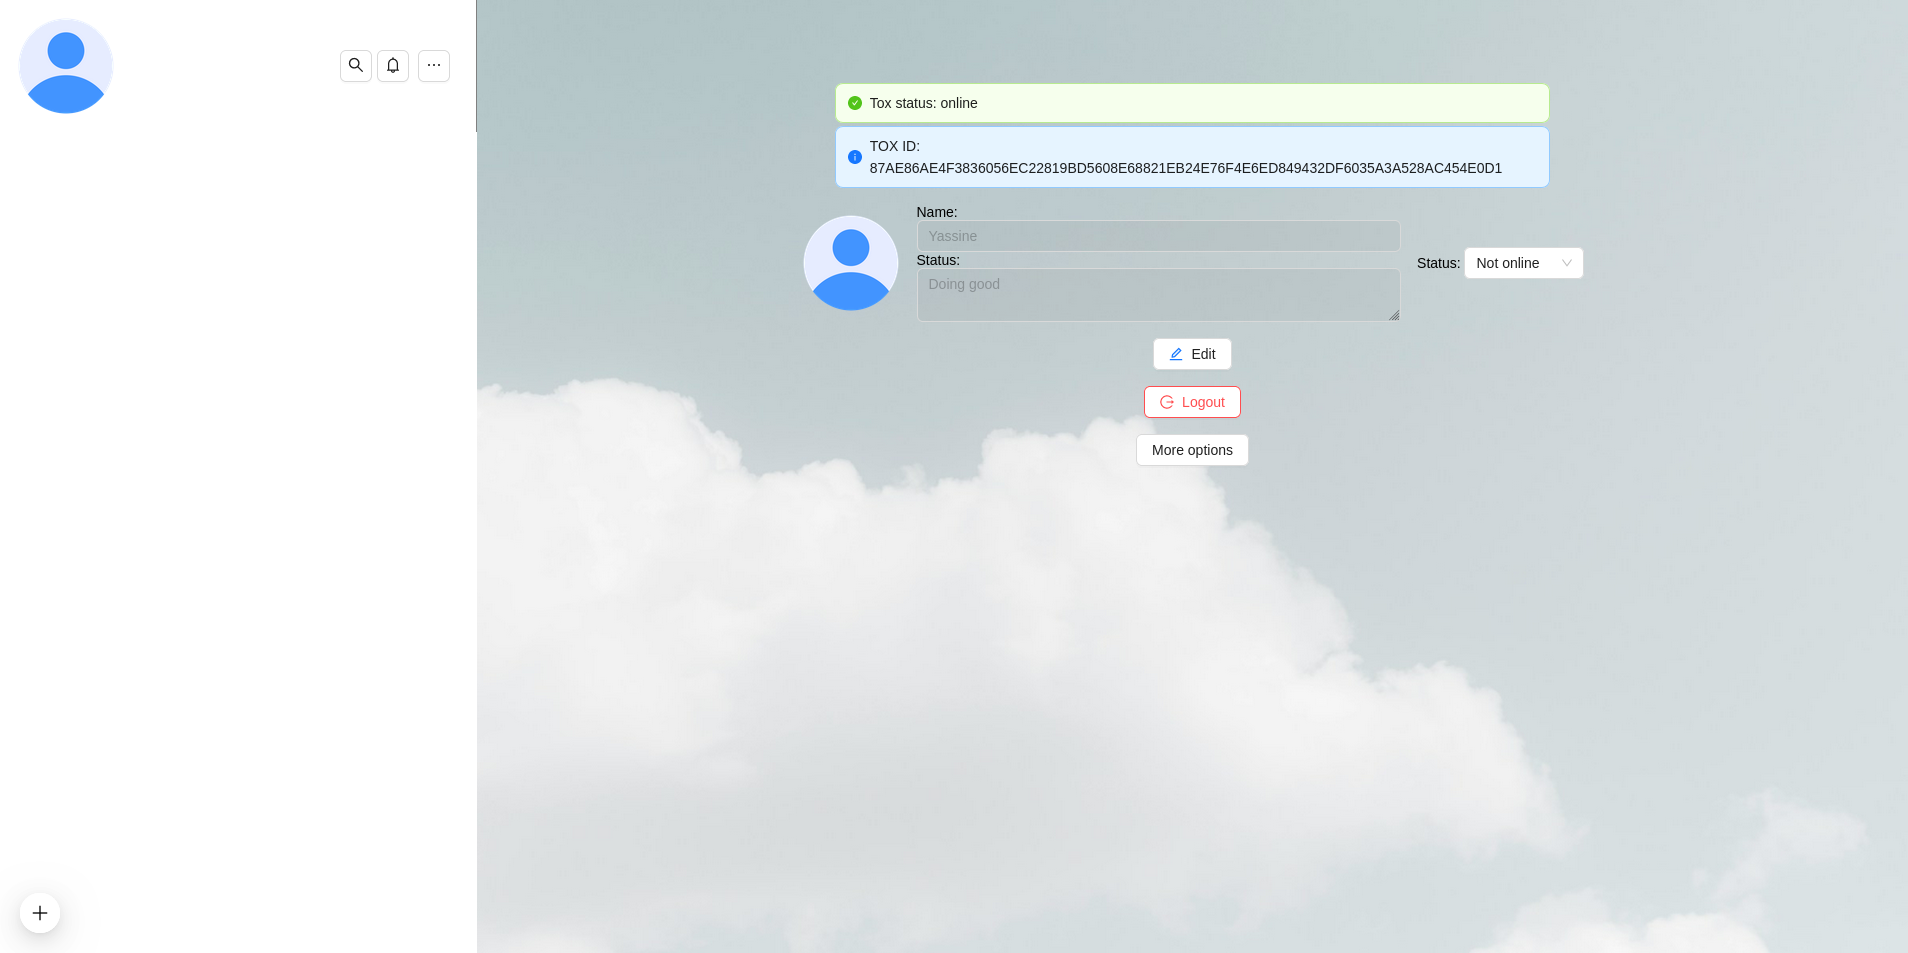 Tox status: online
TOX ID:
87AE86AE4F3836056EC22819BD5608E68821EB24E76F4E6ED849432DF6035A3A528AC454E0D1
Name:
Yassine
Status:
Doing good
Status: Not online
Edit
Logout
More options